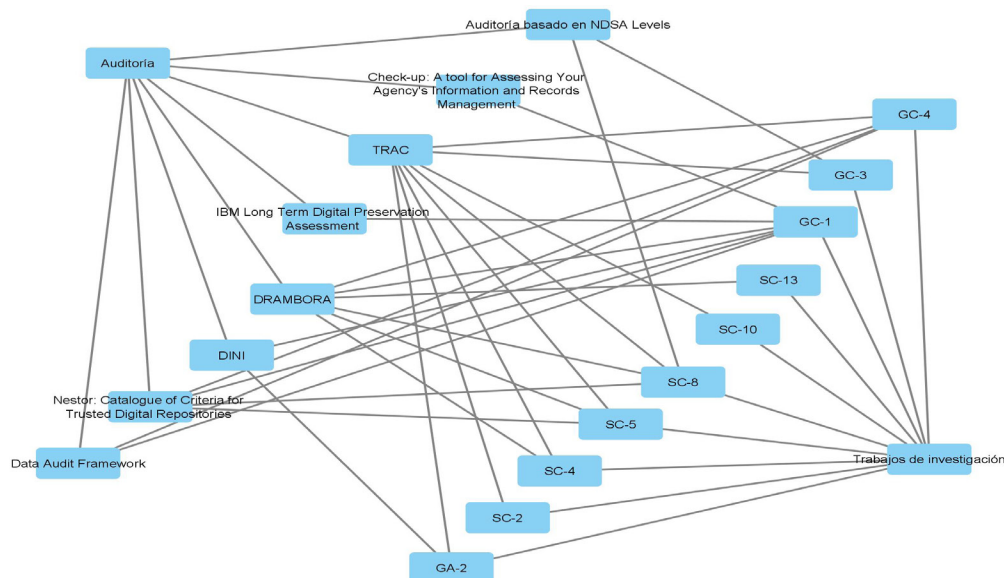 Auditoría basado en NDSA Levels
Auditoría
Check-up: A tool for Assessing Your
Agency's Information and Records
Management
GC-4
TRAC
GC-3
IBM Long Term Digital Preservation
Assessment
GC-1
SC-13
DRAMBORA
SC-10
DINI
SC-8
Nestor: Catalogue of Criteria for
Trusted Digital Repositories
SC-5
Data Audit Framework
SC-4
Trabajos de investigación
SC-2
GA-2